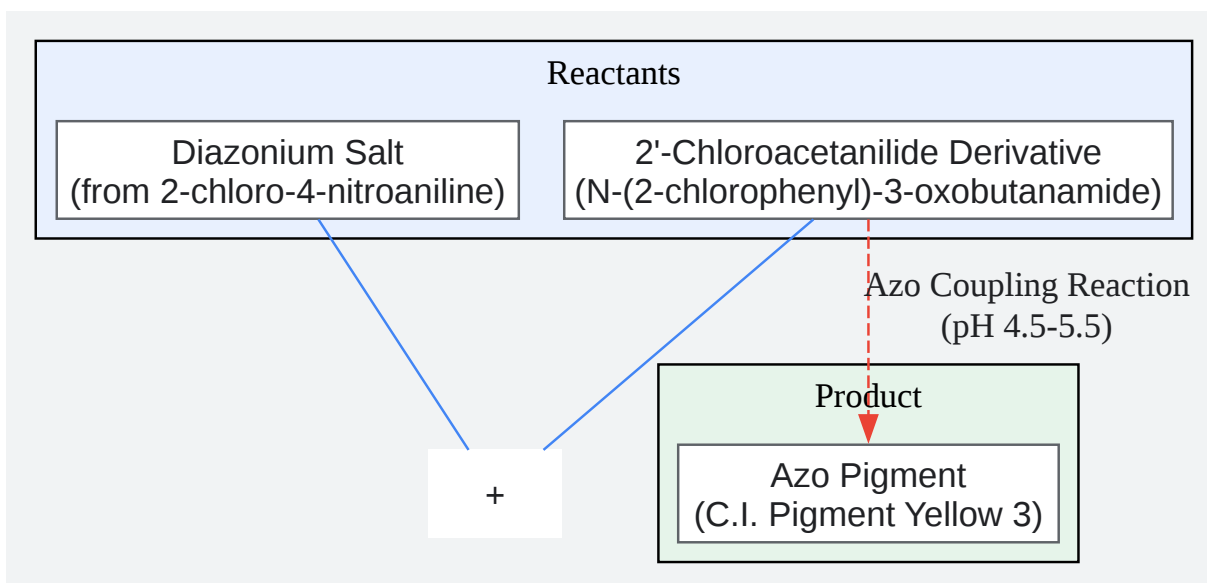 Reactants
Diazonium Salt
(from 2-chloro-4-nitroaniline)
2'-Chloroacetanilide Derivative
(N-(2-chlorophenyl)-3-oxobutanamide)
Azo Coupling Reaction
(pH 4.5-5.5)
Product
+
Azo Pigment
(C.I. Pigment Yellow 3)